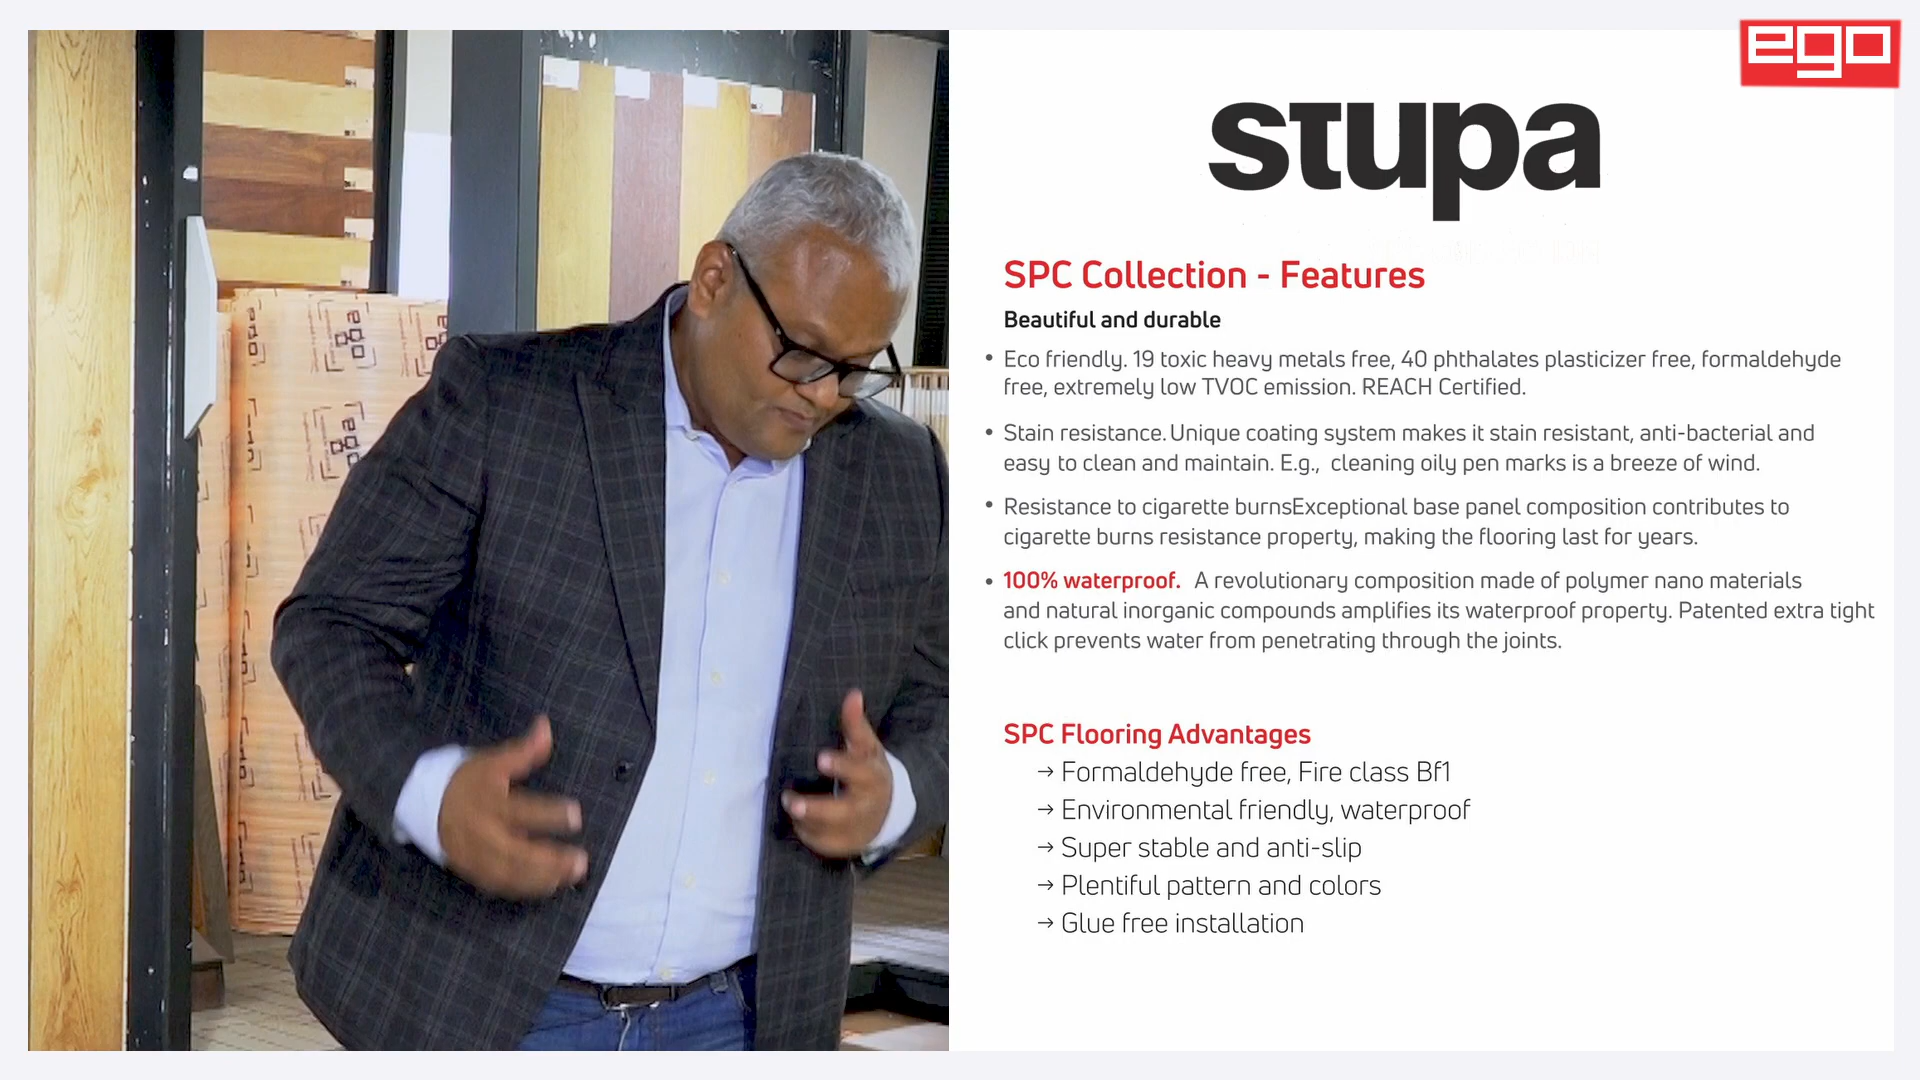 ego
stupa
SPC Collection - Features
Beautiful and durable
• Eco friendly. 19 toxic heavy metals free, 40 phthalates plasticizer free, formaldehyde
free, extremely low TVOC emission. REACH Certified.
• Stain resistance. Unique coating system makes it stain resistant, anti-bacterial and
easy to clean and maintain. E.g., cleaning oily pen marks is a breeze of wind.
• Resistance to cigarette burnsExceptional base panel composition contributes to
cigarette burns resistance property, making the flooring last for years.
• 100% waterproof. A revolutionary composition made of polymer nano materials
and natural inorganic compounds amplifies its waterproof property. Patented extra tight
click prevents water from penetrating through the joints.
SPC Flooring Advantages
→ Formaldehyde free, Fire class Bf1
→ Environmental friendly, waterproof
→ Super stable and anti-slip
→ Plentiful pattern and colors
→ Glue free installation
ego
ego
ego